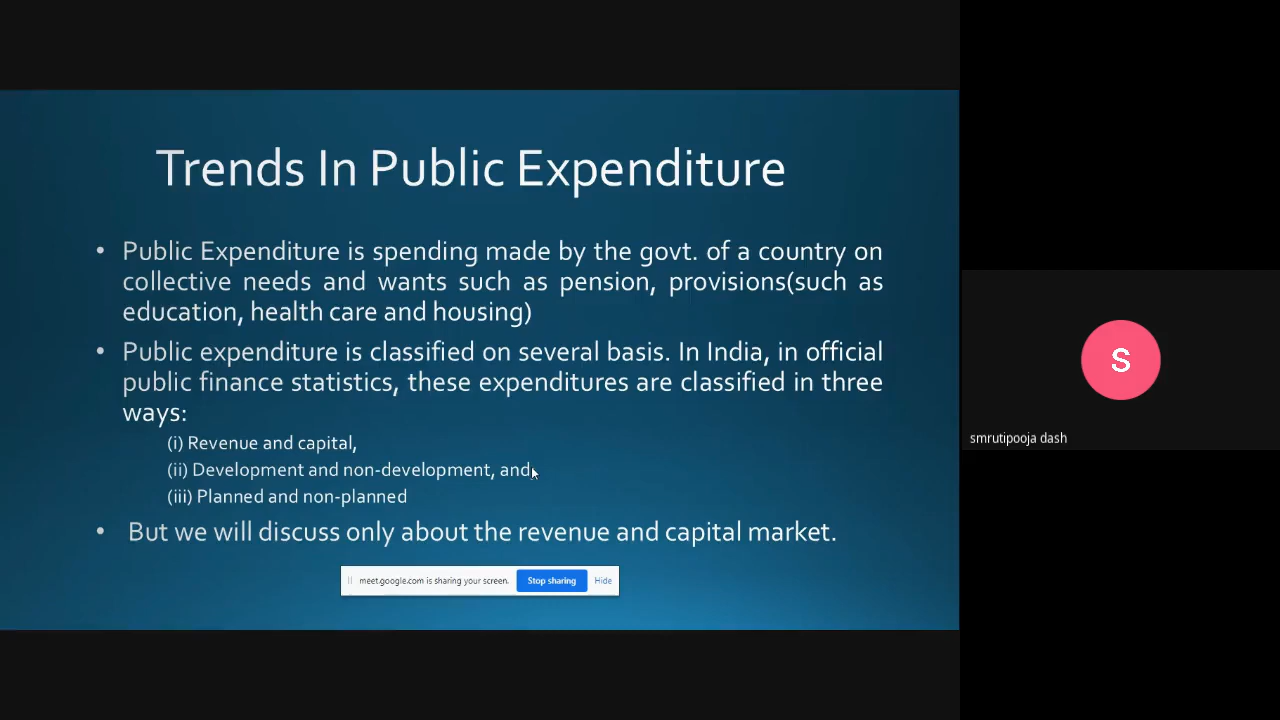 Trends In Public Expenditure
• Public Expenditure is spending made by the govt. of a country on
collective needs and wants such as pension, provisions(such as
education, health care and housing)
• Public expenditure is classified on several basis. In India, in official
public finance statistics, these expenditures are classified in three
ways:
(i) Revenue and capital,
(ii) Development and non-development, and
(iii) Planned and non-planned
• But we will discuss only about the revenue and capital market.
meet.google.com is sharing your screen. Stop sharing Hide
S
smrutipooja dash